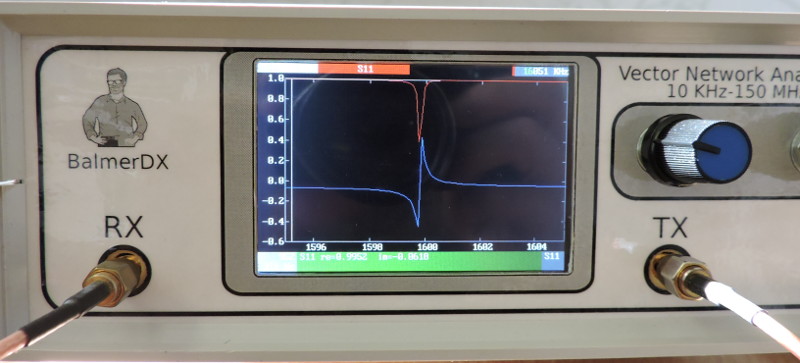 S11
16051 KHz
Vector Network Ana
10 KHz-150 MH
BalmerDX
1.0
0.8
0.6
0.4
0.2
0.0
-0.2
-0.4
-0.6
1596
1598
1600
1602
1604
S11 re=0.9952 im=-0.0618
S11
RX
TX